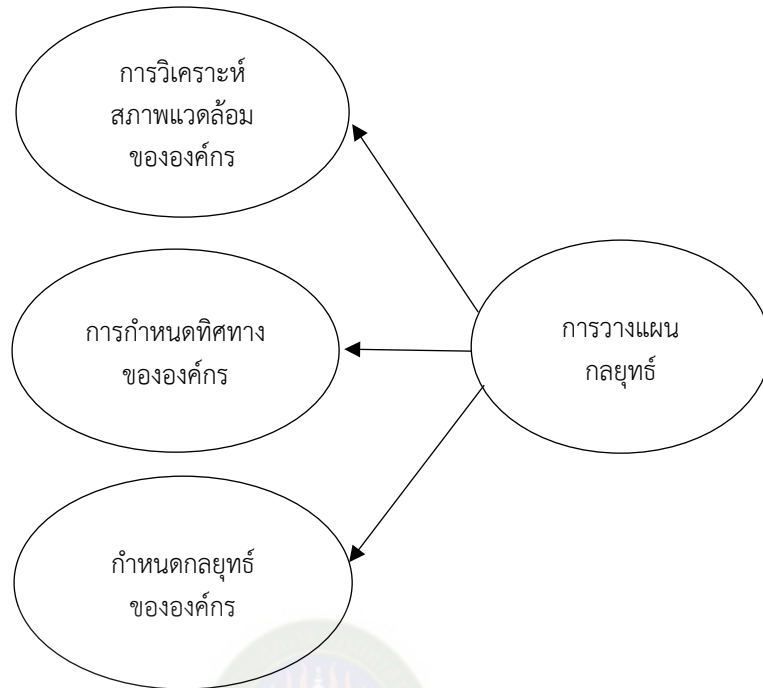 การวิเคราะห์
สภาพแวดล้อม
ขององค์กร
การกำหนดทิศทาง
ขององค์กร
การวางแผน
กลยุทธ์
กำหนดกลยุทธ์
ขององค์กร